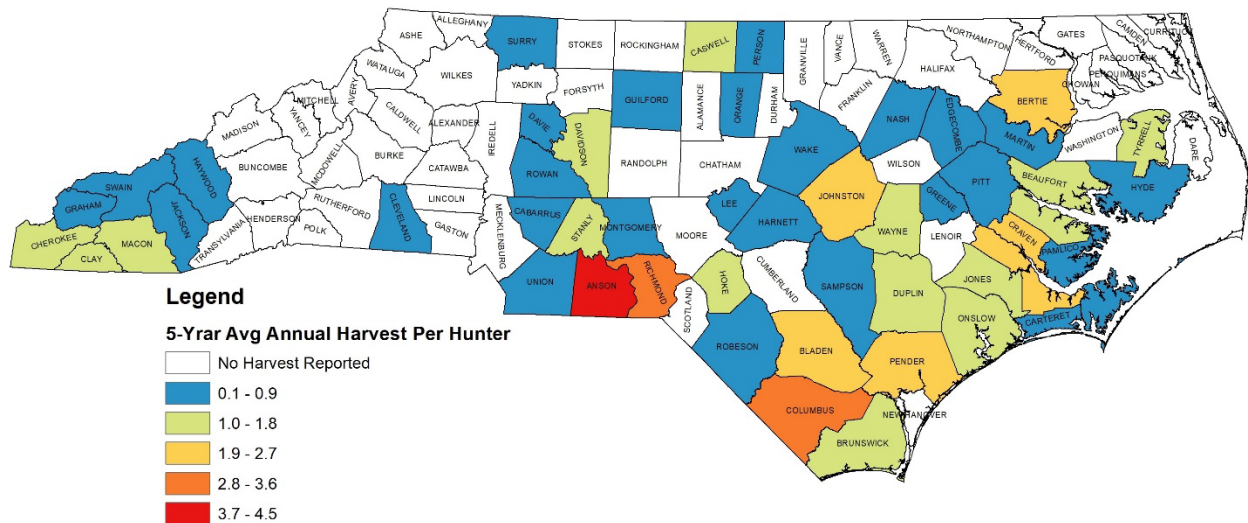 ALLEGHANY
ASHE
SURRY
STOKES
ROCKINGHAM
CASWELL
PERSON
GRANVILLE
VANCE
WARREN
NORTHAMPTON
HERTFORD
GATES
CAMDEN
CURRITUCK
PASQUOTANK
PERQUIMANS
CHOWAN
HALIFAX
WATAUGA
WILKES
YADKIN
FORSYTH
GUILFORD
ALAMANCE
ORANGE
DURHAM
FRANKLIN
BERTIE
MITCHELL
AVERY
YANCEY
CALDWELL
ALEXANDER
IREDELL
DAVIE
DAVIDSON
NASH
EDGECOMBE
MARTIN
WASHINGTON
TYRRELL
DARE
MADISON
BUNCOMBE
MCDOWELL
BURKE
CATAWBA
ROWAN
RANDOLPH
CHATHAM
WAKE
WILSON
PITT
BEAUFORT
HYDE
HAYWOOD
SWAIN
GRAHAM
JACKSON
RUTHERFORD
CLEVELAND
LINCOLN
CABARRUS
STANLY
MONTGOMERY
MOORE
LEE
HARNETT
JOHNSTON
GREENE
WAYNE
LENOIR
CRAVEN
PAMLICO
CHEROKEE
CLAY
MACON
TRANSYLVANIA
HENDERSON
POLK
GASTON
MECKLENBURG
UNION
ANSON
RICHMOND
SCOTLAND
HOKE
CUMBERLAND
SAMPSON
DUPLIN
JONES
ONSLOW
CARTERET
ROBESON
BLADEN
PENDER
COLUMBUS
NEW HANOVER
BRUNSWICK
Legend
5-Yrar Avg Annual Harvest Per Hunter
No Harvest Reported
0.1 - 0.9
1.0 - 1.8
1.9 - 2.7
2.8 - 3.6
3.7 - 4.5